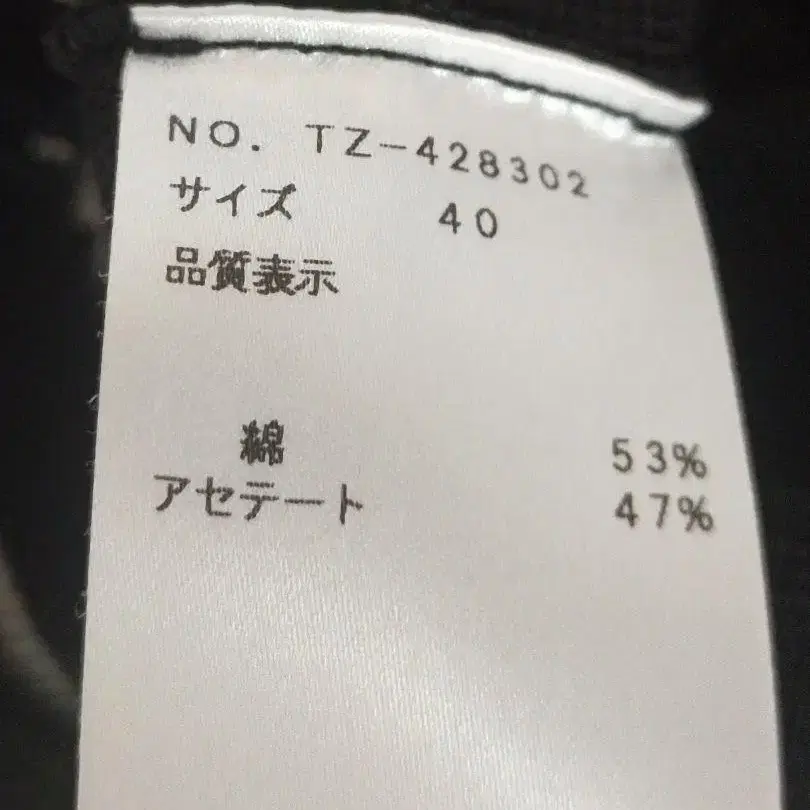 NO. TZ-428302
サイズ 40
品質表示
綿 53%
アセテート 47%